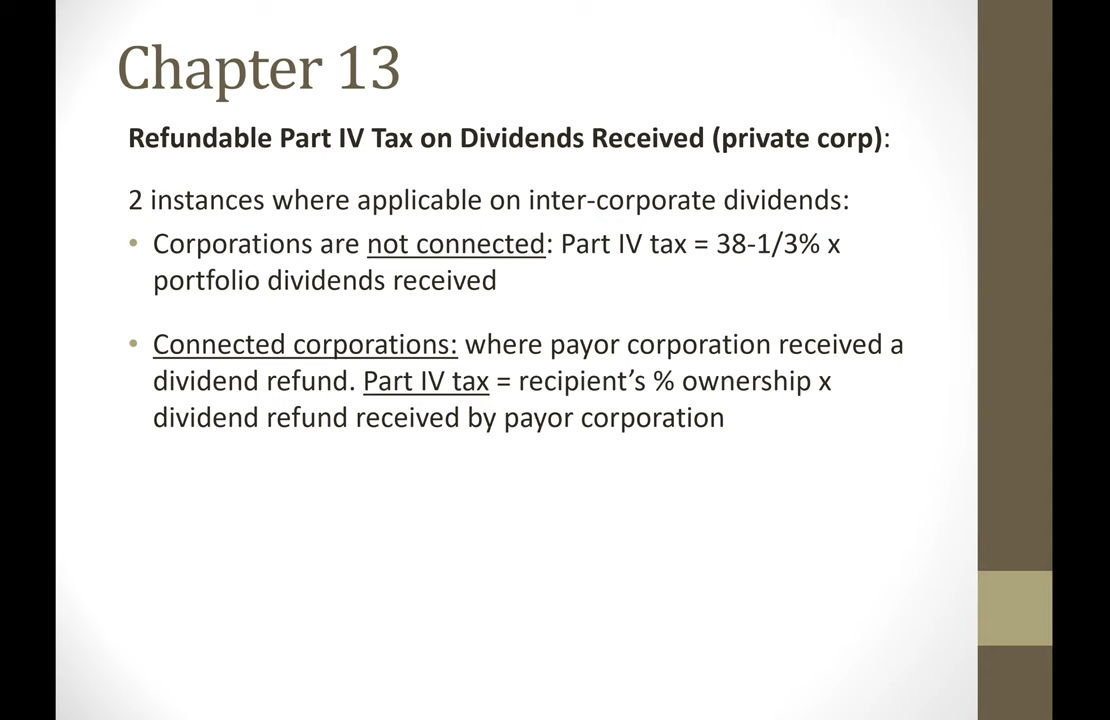 Chapter 13
Refundable Part IV Tax on Dividends Received (private corp):
2 instances where applicable on inter-corporate dividends:
• Corporations are not connected: Part IV tax = 38-1/3% x
portfolio dividends received
• Connected corporations: where payor corporation received a
dividend refund. Part IV tax = recipient’s % ownership x
dividend refund received by payor corporation